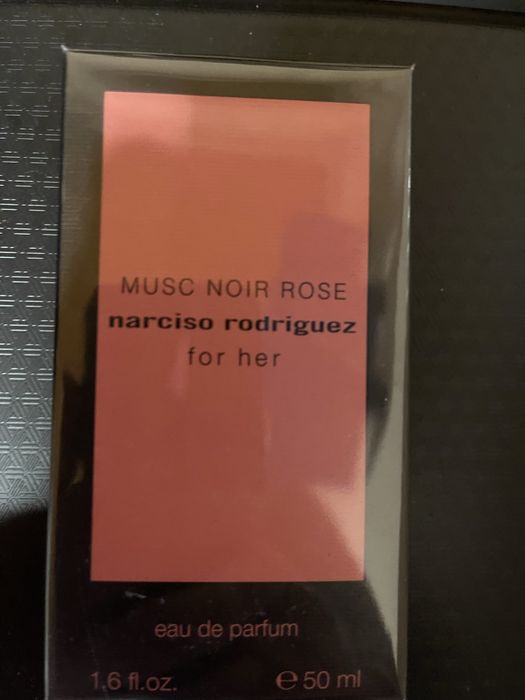 MUSC NOIR ROSE
narciso rodriguez
for her
eau de parfum
1.6 fl.oz. ℮ 50 ml